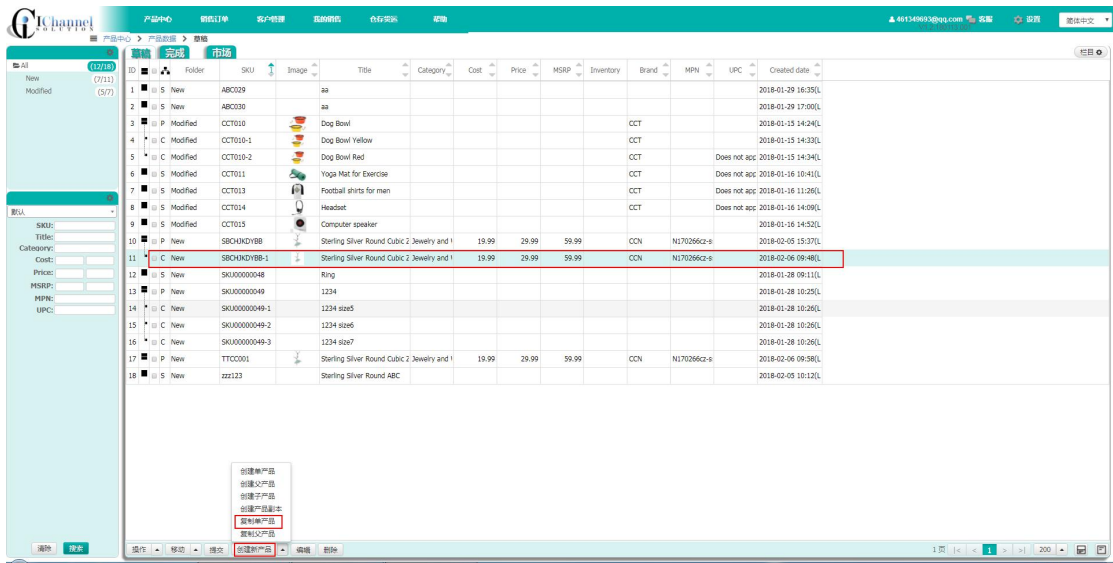 IChannel
SOLUTION
产品中心 销售订单 客户管理 我的销售 仓存货运 帮助
461349693@qq.com 客服 设置 简体中文
产品中心 > 产品数据 > 草稿
草稿 完成 市场 栏目
All (12/18)
New (7/11)
Modified (5/7)
默认
SKU:
Title:
Category:
Cost:
Price:
MSRP:
MPN:
UPC:
清除 搜索
ID Folder SKU Image Title Category Cost Price MSRP Inventory Brand MPN UPC Created date
1 S New ABC029 aa 2018-01-29 16:35(L
2 S New ABC030 aa 2018-01-29 17:00(L
3 P Modified CCT010 Dog Bowl CCT 2018-01-15 14:24(L
4 C Modified CCT010-1 Dog Bowl Yellow CCT 2018-01-15 14:33(L
5 C Modified CCT010-2 Dog Bowl Red CCT Does not app 2018-01-15 14:34(L
6 S Modified CCT011 Yoga Mat for Exercise CCT Does not app 2018-01-16 10:41(L
7 S Modified CCT013 Football shirts for men CCT Does not app 2018-01-16 11:26(L
8 S Modified CCT014 Headset CCT Does not app 2018-01-16 14:09(L
9 S Modified CCT015 Computer speaker 2018-01-16 14:52(L
10 P New SBCHJKDYBB Sterling Silver Round Cubic Z Jewelry and 19.99 29.99 59.99 CCN N170266cz-s 2018-02-05 15:37(L
11 C New SBCHJKDYBB-1 Sterling Silver Round Cubic Z Jewelry and 19.99 29.99 59.99 CCN N170266cz-s 2018-02-06 09:48(L
12 S New SKU00000048 Ring 2018-01-28 09:11(L
13 P New SKU00000049 1234 2018-01-28 10:25(L
14 C New SKU00000049-1 1234 size5 2018-01-28 10:26(L
15 C New SKU00000049-2 1234 size6 2018-01-28 10:26(L
16 C New SKU00000049-3 1234 size7 2018-01-28 10:26(L
17 P New TTCC001 Sterling Silver Round Cubic Z Jewelry and 19.99 29.99 59.99 CCN N170266cz-s 2018-02-06 09:58(L
18 S New zzz123 Sterling Silver Round ABC 2018-02-05 10:12(L
创建单产品
创建父产品
创建子产品
创建产品副本
复制单产品
复制父产品
操作 移动 提交 创建新产品 编辑 删除 1页 |< < 1 > >| 200